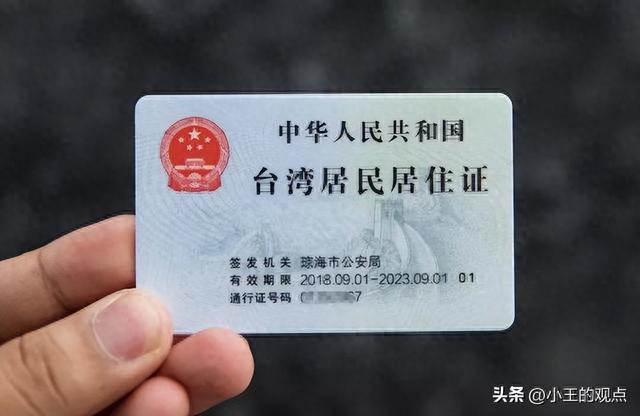 中华人民共和国
台湾居民居住证
签发机关 琼海市公安局
有效期限 2018.09.01-2023.09.01 01
通行证号码
头条 @小王的观点